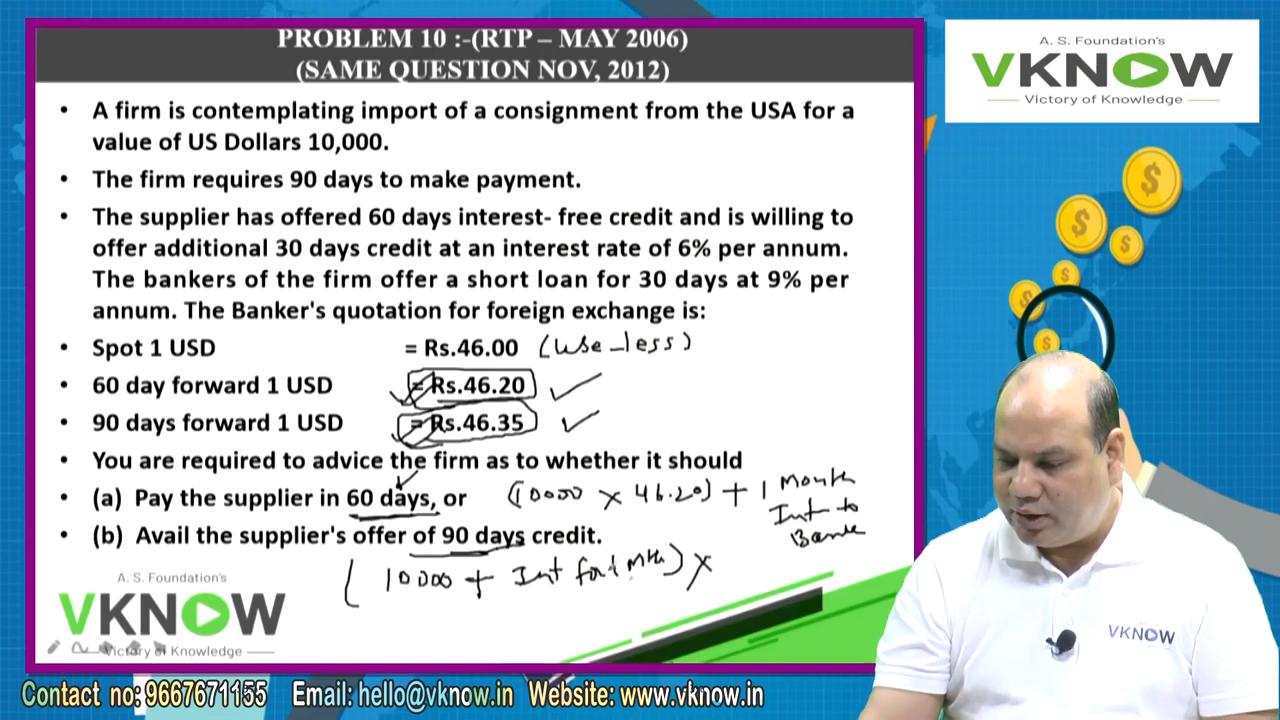 PROBLEM 10 :-(RTP – MAY 2006)
(SAME QUESTION NOV, 2012)
A. S. Foundation's
VKNOW
Victory of Knowledge
• A firm is contemplating import of a consignment from the USA for a
value of US Dollars 10,000.
• The firm requires 90 days to make payment.
• The supplier has offered 60 days interest- free credit and is willing to
offer additional 30 days credit at an interest rate of 6% per annum.
The bankers of the firm offer a short loan for 30 days at 9% per
annum. The Banker's quotation for foreign exchange is:
• Spot 1 USD = Rs.46.00 (use-less)
• 60 day forward 1 USD = Rs.46.20
• 90 days forward 1 USD = Rs.46.35
• You are required to advice the firm as to whether it should
• (a) Pay the supplier in 60 days, or (10000 x 46.20) + 1 Month
Int to
Bank
• (b) Avail the supplier's offer of 90 days credit.
(10000 + Int for 1 Mth) x
A. S. Foundation's
VKNOW
Victory of Knowledge
VKNOW
Contact no: 9667671155 Email: hello@vknow.in Website: www.vknow.in